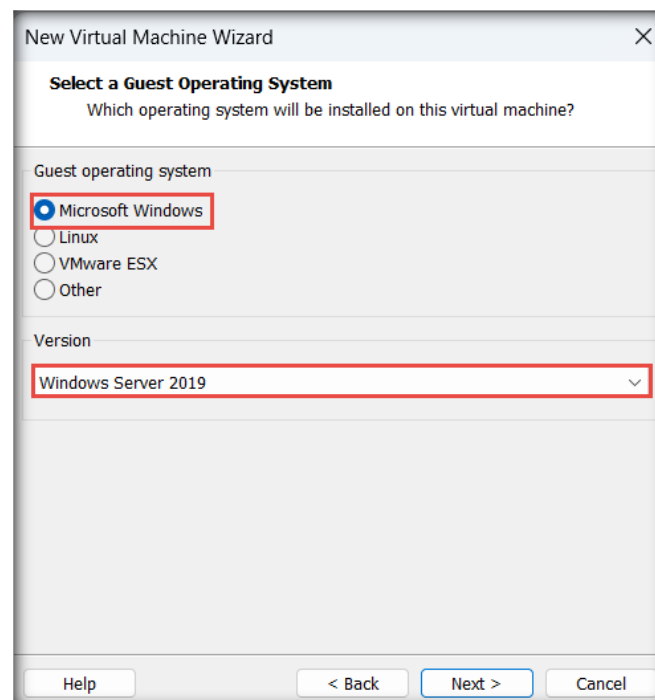 New Virtual Machine Wizard
Select a Guest Operating System
Which operating system will be installed on this virtual machine?
Guest operating system
Microsoft Windows
Linux
VMware ESX
Other
Version
Windows Server 2019
Help
< Back
Next >
Cancel